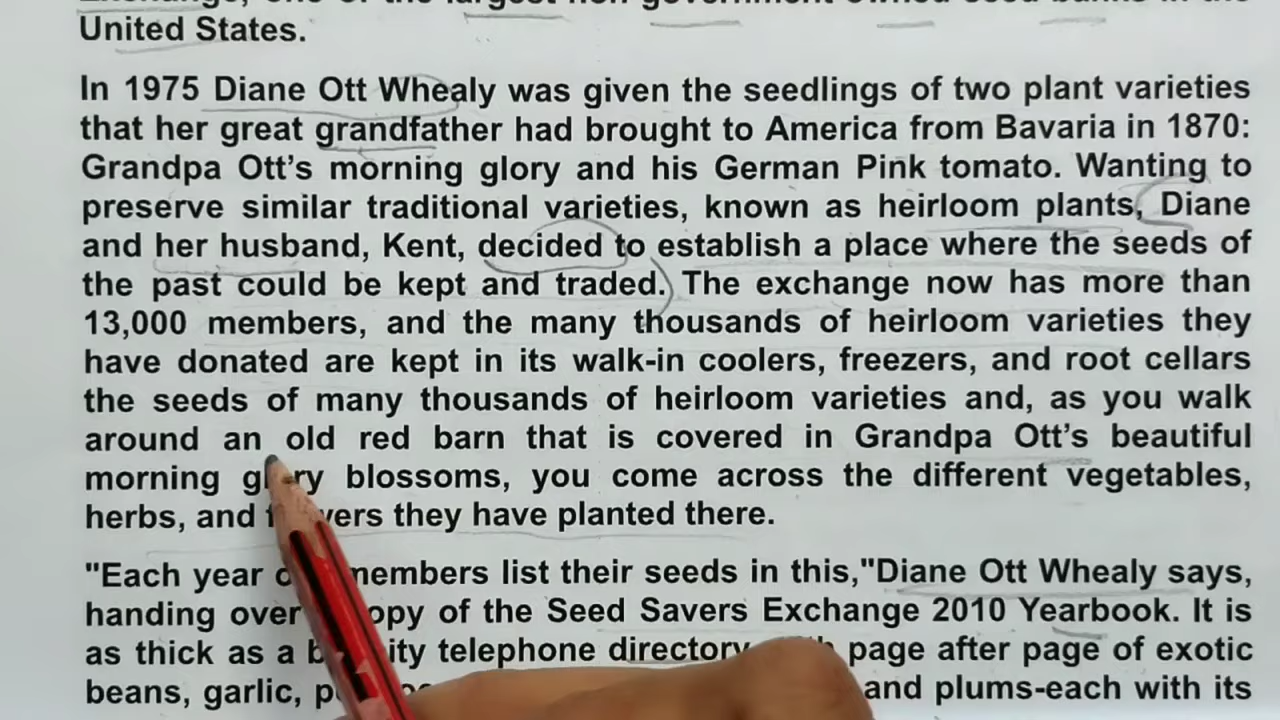 United States.
In 1975 Diane Ott Whealy was given the seedlings of two plant varieties
that her great grandfather had brought to America from Bavaria in 1870:
Grandpa Ott's morning glory and his German Pink tomato. Wanting to
preserve similar traditional varieties, known as heirloom plants, Diane
and her husband, Kent, decided to establish a place where the seeds of
the past could be kept and traded. The exchange now has more than
13,000 members, and the many thousands of heirloom varieties they
have donated are kept in its walk-in coolers, freezers, and root cellars
the seeds of many thousands of heirloom varieties and, as you walk
around an old red barn that is covered in Grandpa Ott's beautiful
morning glory blossoms, you come across the different vegetables,
herbs, and flowers they have planted there.
"Each year members list their seeds in this,"Diane Ott Whealy says,
handing over copy of the Seed Savers Exchange 2010 Yearbook. It is
as thick as a telephone directory page after page of exotic
beans, garlic, and plums-each with its